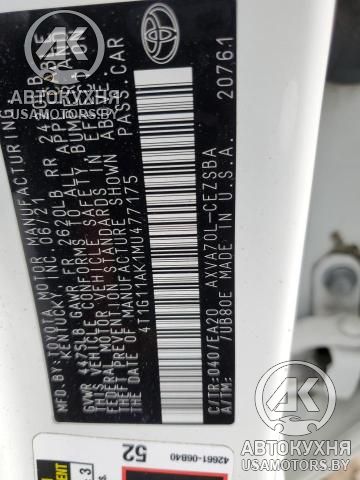 MFD. BY: TOYOTA MOTOR MANUFACTURING
KENTUCKY, INC. 06/21
GVWR 4475LB GAWR FR 2620LB RR
THIS VEHICLE CONFORMS TO ALL APPLICABLE
FEDERAL MOTOR VEHICLE SAFETY, BUMPER, AND
THEFT PREVENTION STANDARDS IN EFFECT ON
THE DATE OF MANUFACTURE SHOWN ABOVE.
4T1G11AK1MU477175 PASS. CAR
C/TR: 040/EA20 AXVA70L-CEZSBA
A/TM: /UB80E MADE IN U.S.A. 20761
52
42661-06B40
АВТОКУХНЯ
USAMOTORS.BY
АВТОКУХНЯ
USAMOTORS.BY